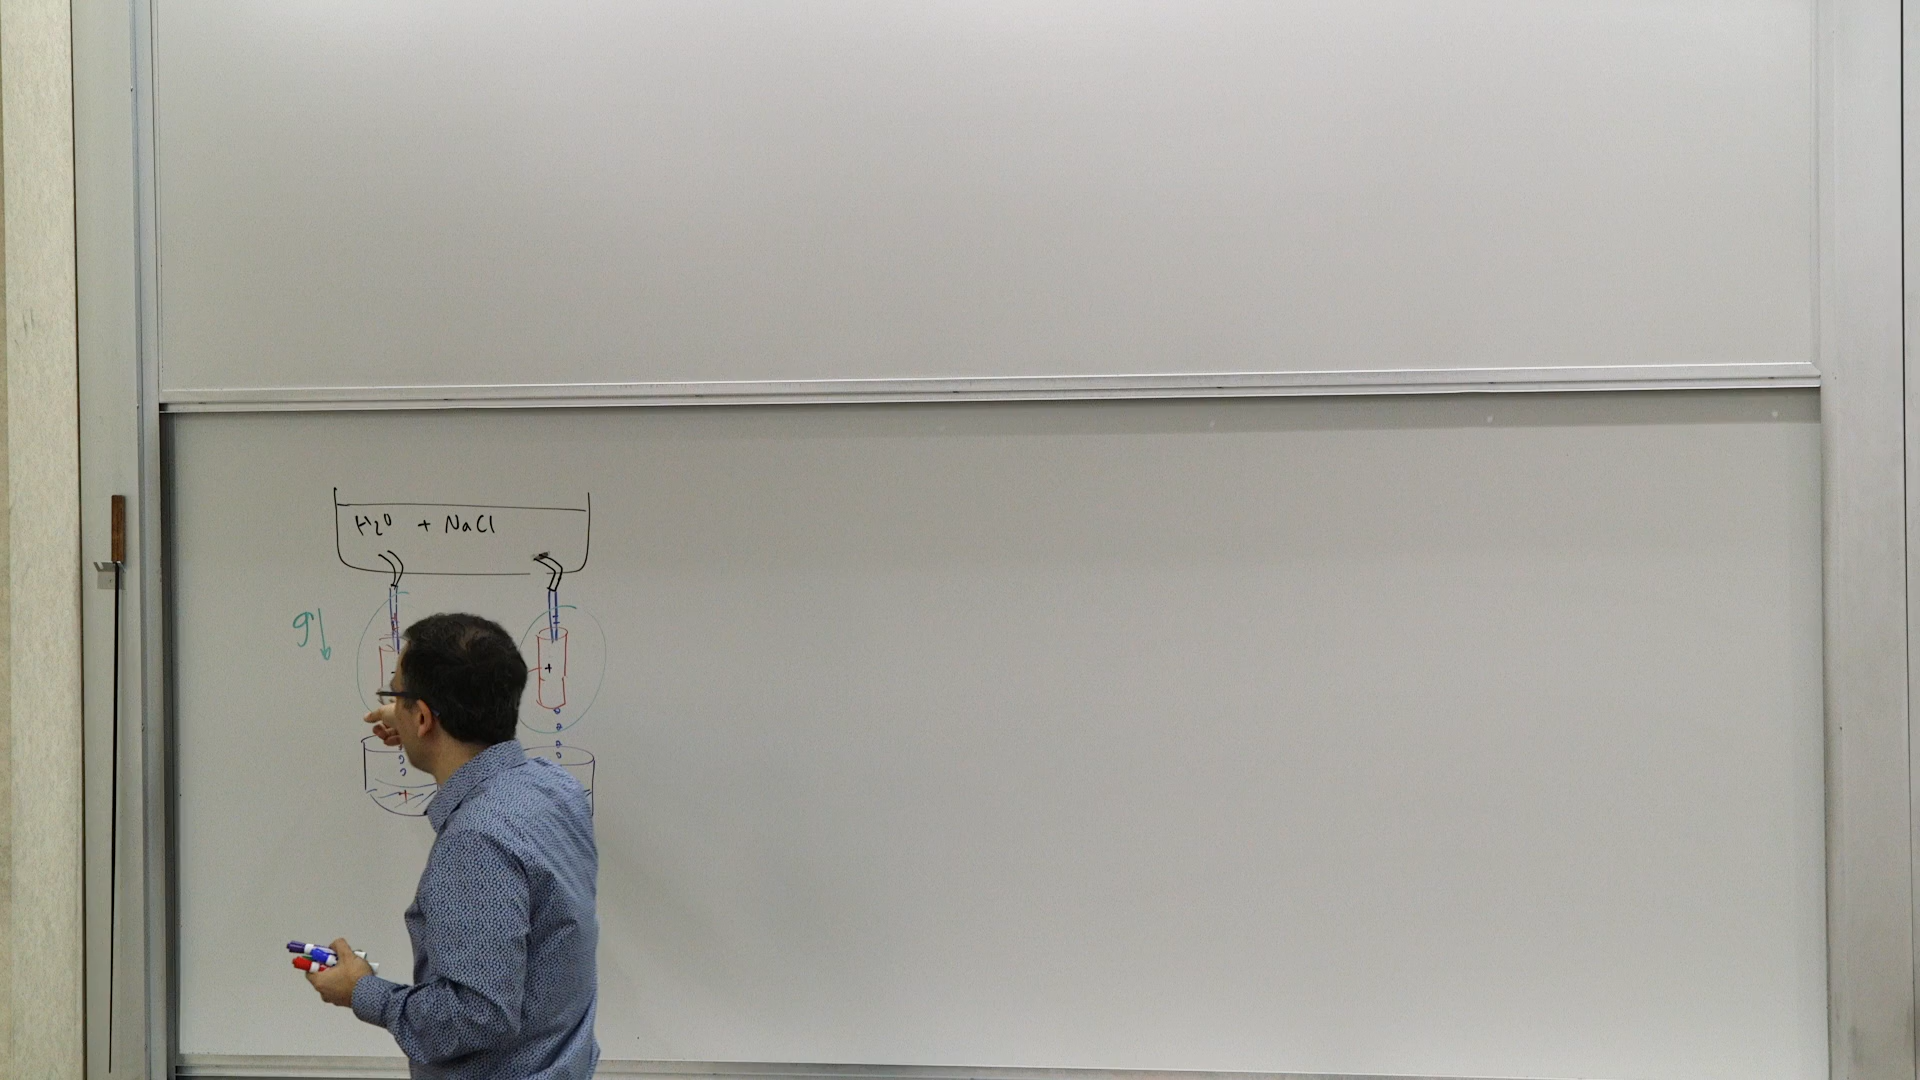 H₂O + NaCl
g ↓
+
+